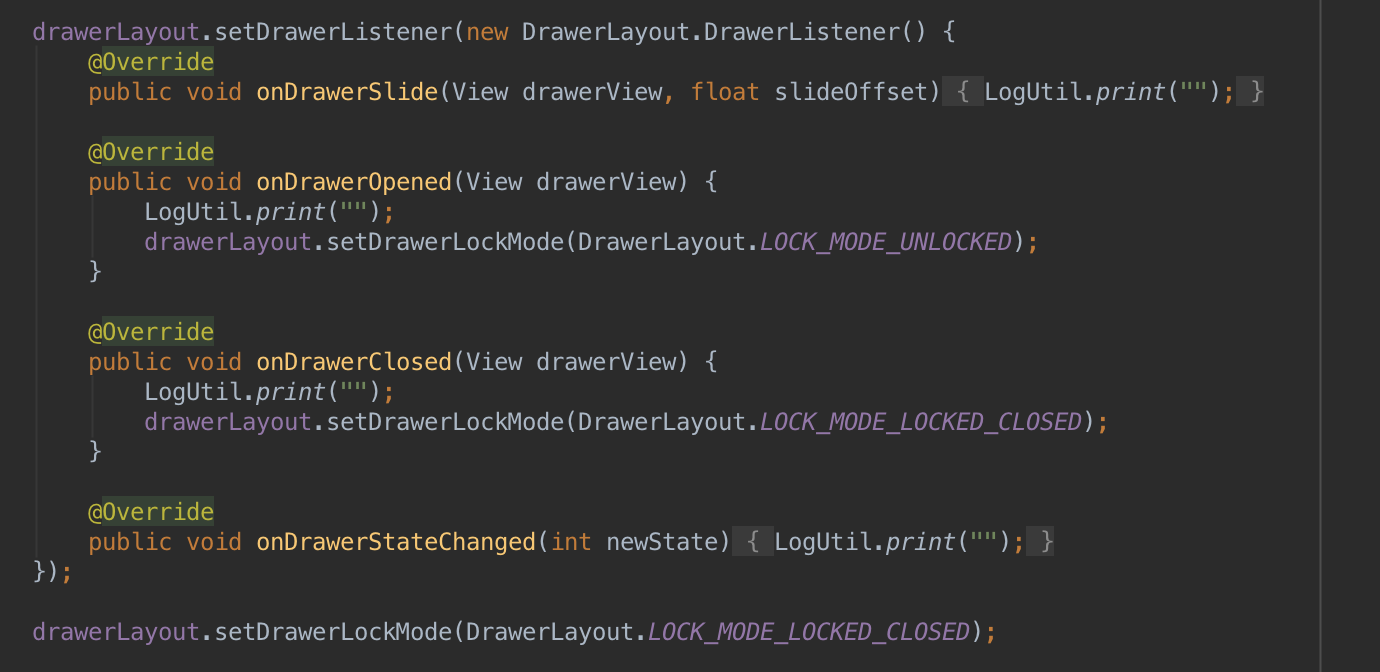 drawerLayout.setDrawerListener(new DrawerLayout.DrawerListener() {
@Override
public void onDrawerSlide(View drawerView, float slideOffset) { LogUtil.print(""); }
@Override
public void onDrawerOpened(View drawerView) {
LogUtil.print("");
drawerLayout.setDrawerLockMode(DrawerLayout.LOCK_MODE_UNLOCKED);
}
@Override
public void onDrawerClosed(View drawerView) {
LogUtil.print("");
drawerLayout.setDrawerLockMode(DrawerLayout.LOCK_MODE_LOCKED_CLOSED);
}
@Override
public void onDrawerStateChanged(int newState) { LogUtil.print(""); }
});
drawerLayout.setDrawerLockMode(DrawerLayout.LOCK_MODE_LOCKED_CLOSED);